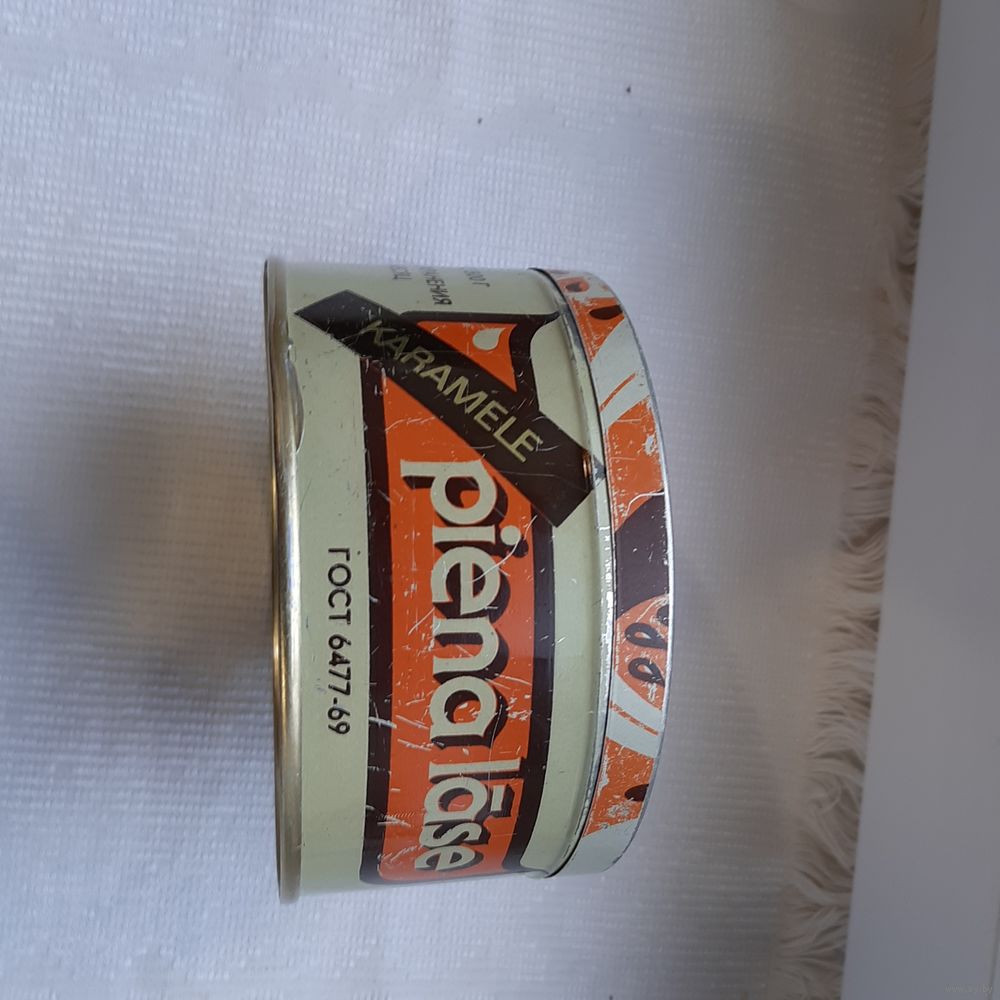 KARAMELE
piena lāse
ГОСТ 6477-69